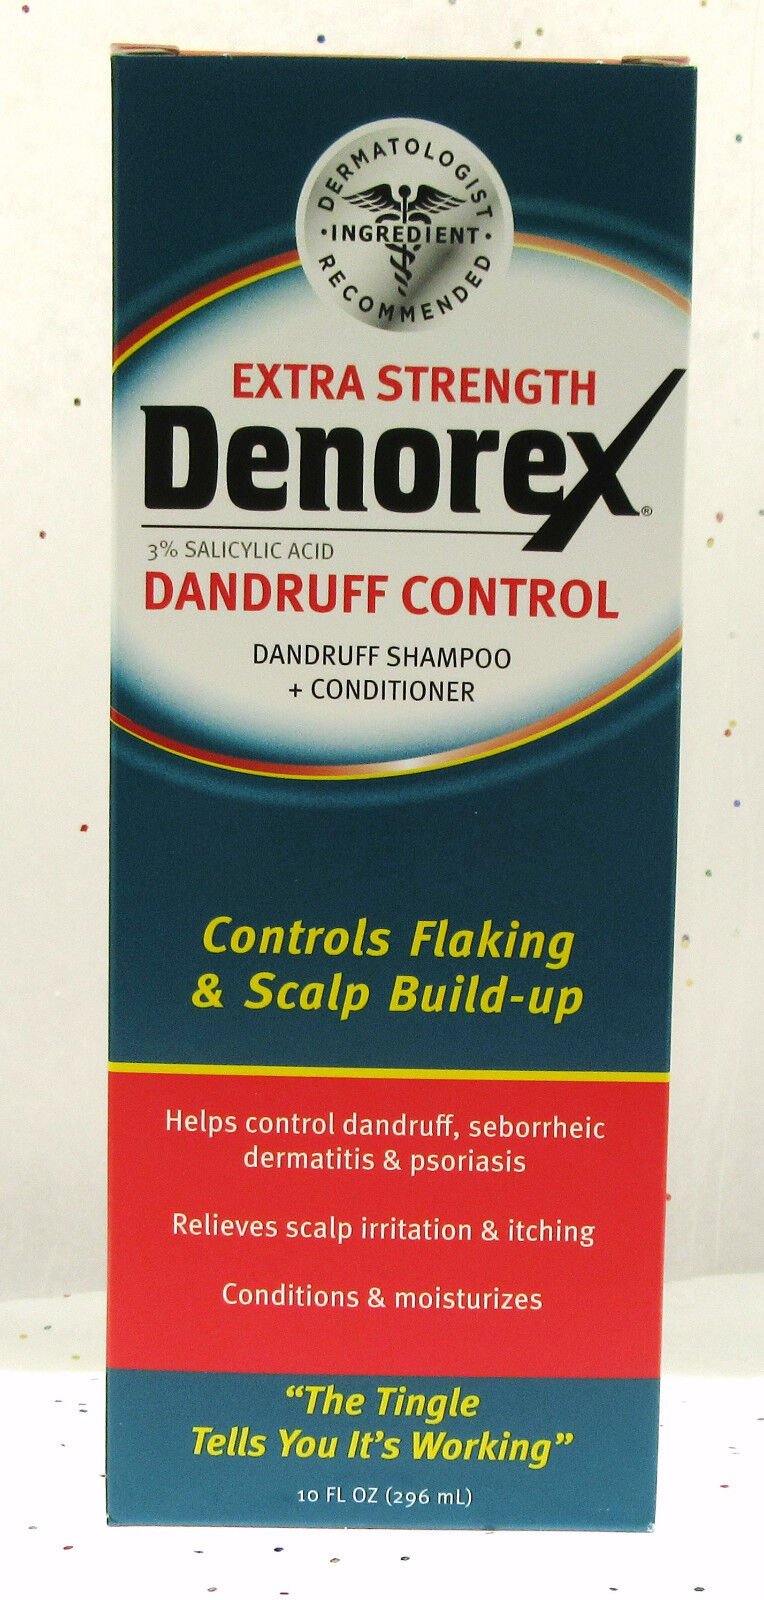 DERMATOLOGIST
•INGREDIENT•
RECOMMENDED
EXTRA STRENGTH
Denorex®
3% SALICYLIC ACID
DANDRUFF CONTROL
DANDRUFF SHAMPOO
+ CONDITIONER
Controls Flaking
& Scalp Build-up
Helps control dandruff, seborrheic
dermatitis & psoriasis
Relieves scalp irritation & itching
Conditions & moisturizes
“The Tingle
Tells You It’s Working”
10 FL OZ (296 mL)